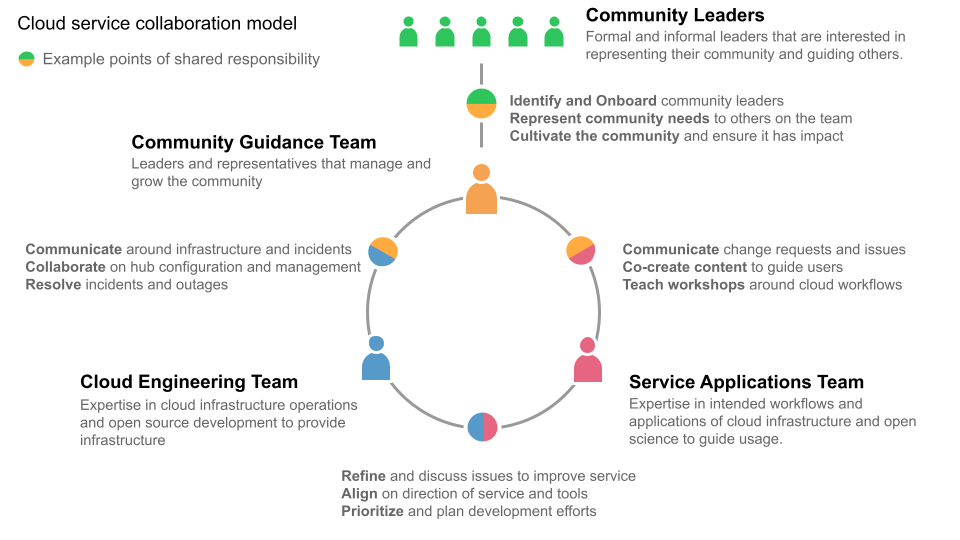 Cloud service collaboration model
Example points of shared responsibility
Community Leaders
Formal and informal leaders that are interested in
representing their community and guiding others.
Identify and Onboard community leaders
Represent community needs to others on the team
Cultivate the community and ensure it has impact
Community Guidance Team
Leaders and representatives that manage and
grow the community
Communicate around infrastructure and incidents
Collaborate on hub configuration and management
Resolve incidents and outages
Communicate change requests and issues
Co-create content to guide users
Teach workshops around cloud workflows
Cloud Engineering Team
Expertise in cloud infrastructure operations
and open source development to provide
infrastructure
Service Applications Team
Expertise in intended workflows and
applications of cloud infrastructure and open
science to guide usage.
Refine and discuss issues to improve service
Align on direction of service and tools
Prioritize and plan development efforts